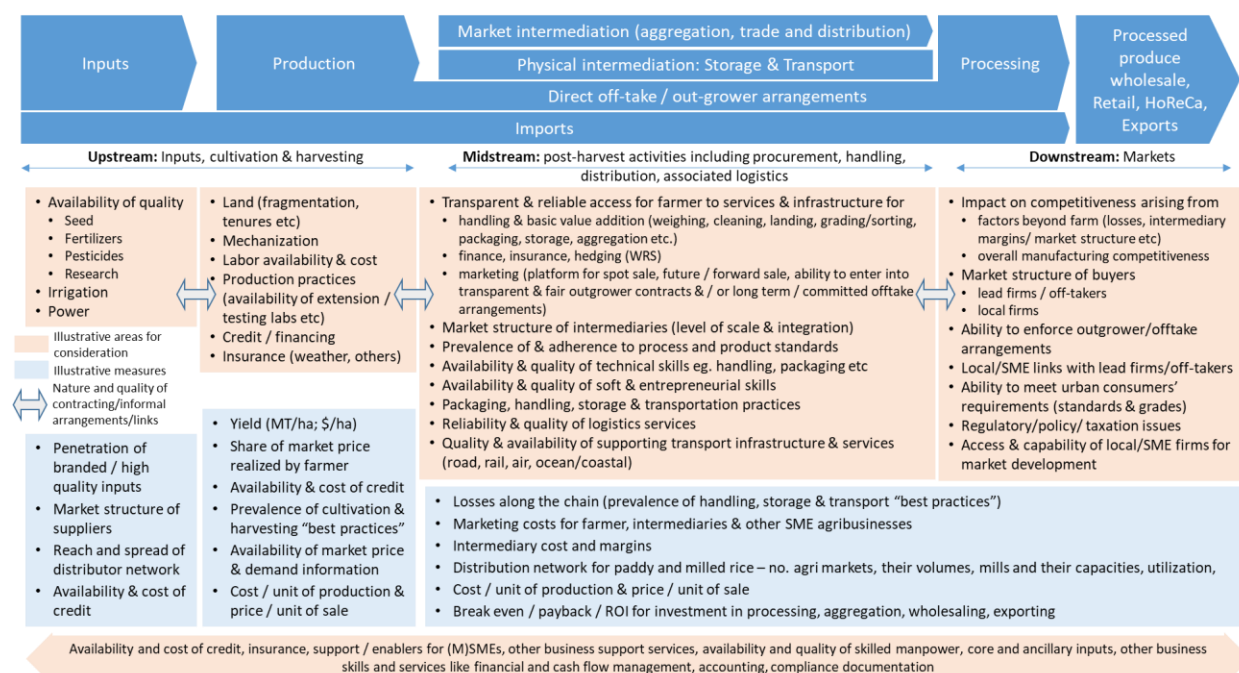 Inputs
Production
Market intermediation (aggregation, trade and distribution)
Physical intermediation: Storage & Transport
Direct off-take / out-grower arrangements
Imports
Processing
Processed
produce
wholesale,
Retail, HoReCa,
Exports
Upstream: Inputs, cultivation & harvesting
Midstream: post-harvest activities including procurement, handling,
distribution, associated logistics
Downstream: Markets
• Availability of quality
• Seed
• Fertilizers
• Pesticides
• Research
• Irrigation
• Power
Illustrative areas for
consideration
Illustrative measures
Nature and quality of
contracting/informal
arrangements/links
• Penetration of
branded / high
quality inputs
• Market structure of
suppliers
• Reach and spread of
distributor network
• Availability & cost of
credit
• Land (fragmentation,
tenures etc)
• Mechanization
• Labor availability & cost
• Production practices
(availability of extension /
testing labs etc)
• Credit / financing
• Insurance (weather, others)
• Yield (MT/ha; $/ha)
• Share of market price
realized by farmer
• Availability & cost of credit
• Prevalence of cultivation &
harvesting “best practices”
• Availability of market price
& demand information
• Cost / unit of production &
price / unit of sale
• Transparent & reliable access for farmer to services & infrastructure for
• handling & basic value addition (weighing, cleaning, landing, grading/sorting,
packaging, storage, aggregation etc.)
• finance, insurance, hedging (WRS)
• marketing (platform for spot sale, future / forward sale, ability to enter into
transparent & fair outgrower contracts & / or long term / committed offtake
arrangements)
• Market structure of intermediaries (level of scale & integration)
• Prevalence of & adherence to process and product standards
• Availability & quality of technical skills eg. handling, packaging etc
• Availability & quality of soft & entrepreneurial skills
• Packaging, handling, storage & transportation practices
• Reliability & quality of logistics services
• Quality & availability of supporting transport infrastructure & services
(road, rail, air, ocean/coastal)
• Impact on competitiveness arising from
• factors beyond farm (losses, intermediary
margins/ market structure etc)
• overall manufacturing competitiveness
• Market structure of buyers
• lead firms / off-takers
• local firms
• Ability to enforce outgrower/offtake
arrangements
• Local/SME links with lead firms/off-takers
• Ability to meet urban consumers’
requirements (standards & grades)
• Regulatory/policy/ taxation issues
• Access & capability of local/SME firms for
market development
• Losses along the chain (prevalence of handling, storage & transport “best practices”)
• Marketing costs for farmer, intermediaries & other SME agribusinesses
• Intermediary cost and margins
• Distribution network for paddy and milled rice – no. agri markets, their volumes, mills and their capacities, utilization,
• Cost / unit of production & price / unit of sale
• Break even / payback / ROI for investment in processing, aggregation, wholesaling, exporting
Availability and cost of credit, insurance, support / enablers for (M)SMEs, other business support services, availability and quality of skilled manpower, core and ancillary inputs, other business
skills and services like financial and cash flow management, accounting, compliance documentation